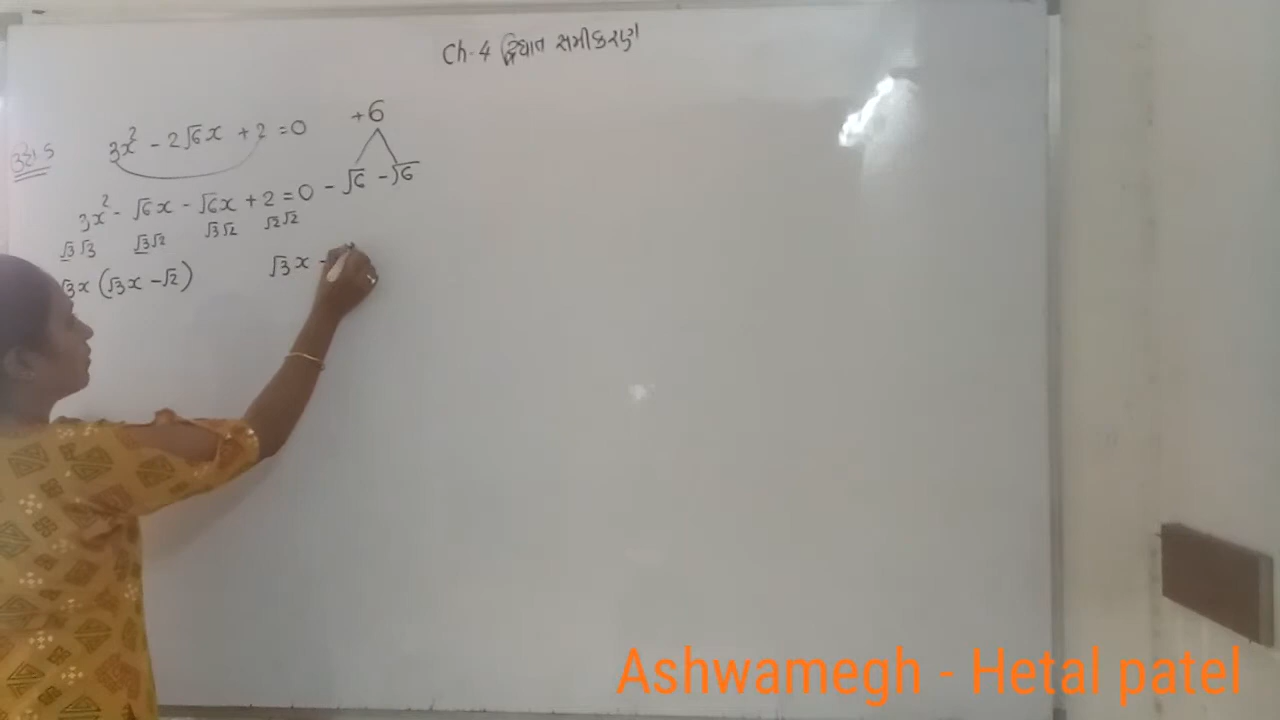 Ch-4 દ્વિઘાત સમીકરણ
ઉદા.5 3x² - 2√6x + 2 = 0 +6
3x² - √6x - √6x + 2 = 0 -√6 -√6
√3√3 √3√2 √3√2 √2√2
√3x (√3x - √2) √3x -
Ashwamegh - Hetal patel